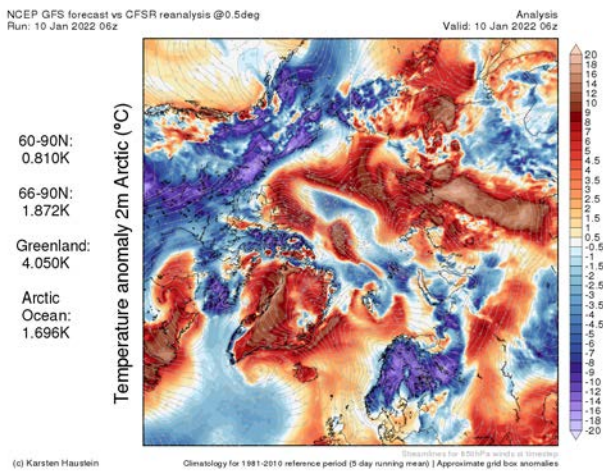 NCEP GFS forecast vs CFSR reanalysis @0.5deg
Run: 10 Jan 2022 06z
Analysis
Valid: 10 Jan 2022 06z
60-90N:
0.810K
66-90N:
1.872K
Greenland:
4.050K
Arctic
Ocean:
1.696K
Temperature anomaly 2m Arctic (°C)
20
18
16
14
12
10
9
8
7
6
5
4.5
4
3.5
3
2.5
2
1.5
1
0.5
-0.5
-1
-1.5
-2
-2.5
-3
-3.5
-4
-4.5
-5
-6
-7
-8
-9
-10
-12
-14
-16
-18
-20
Streamlines for 850hPa winds at timestep
(c) Karsten Haustein
Climatology for 1981-2010 reference period (5 day running mean) | Approximate grid box anomalies